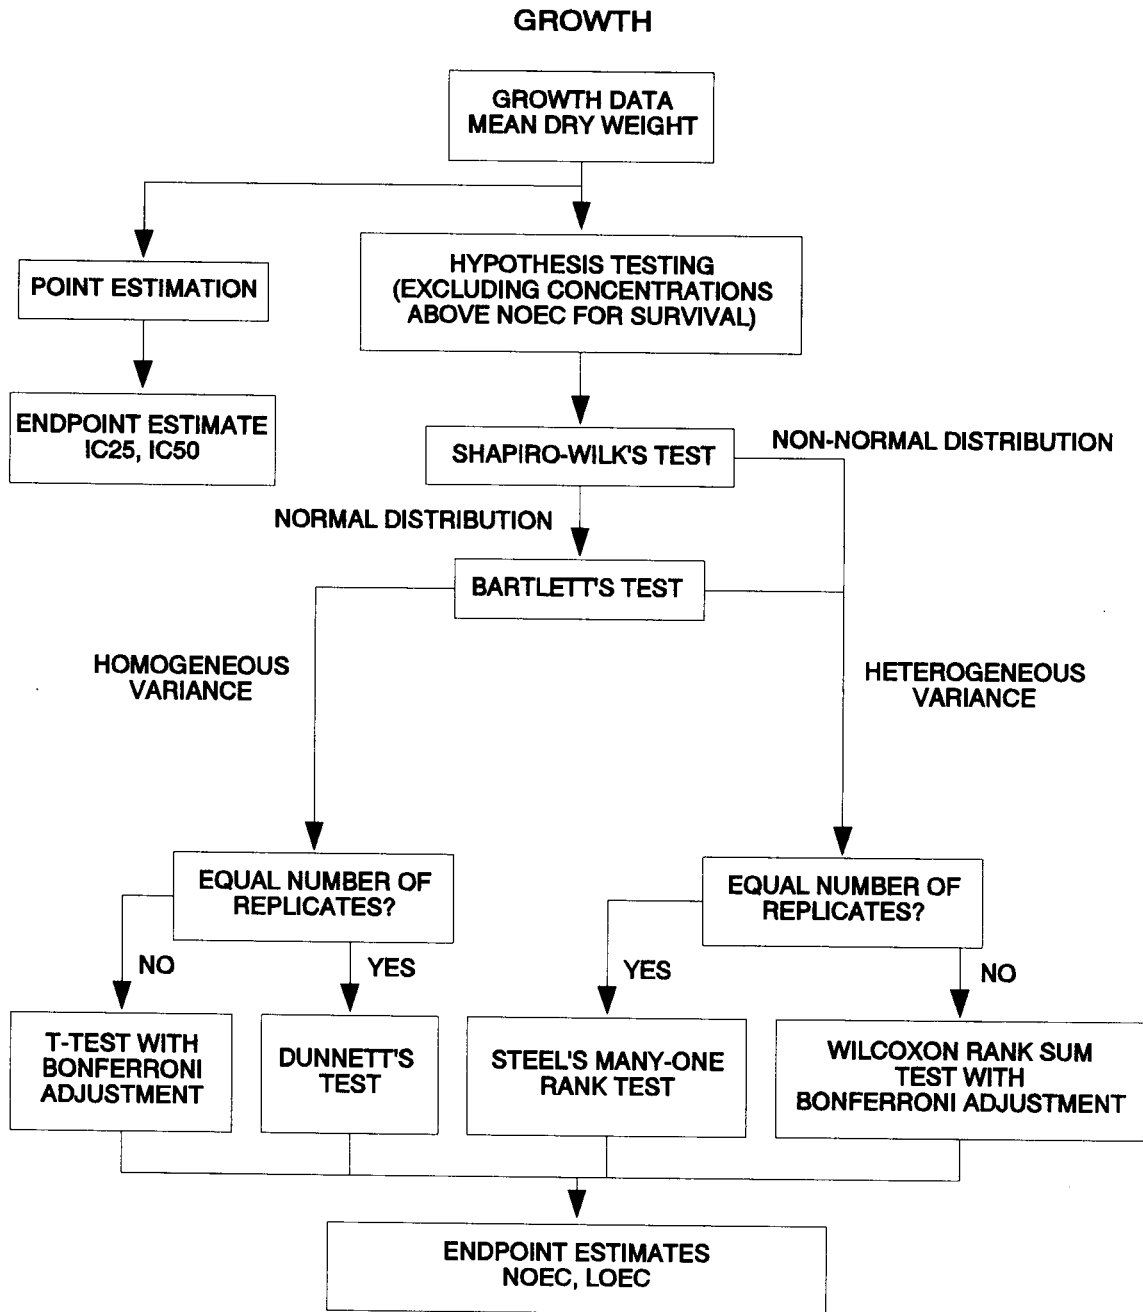 GROWTH
GROWTH DATA
MEAN DRY WEIGHT
POINT ESTIMATION
HYPOTHESIS TESTING
(EXCLUDING CONCENTRATIONS
ABOVE NOEC FOR SURVIVAL)
ENDPOINT ESTIMATE
IC25, IC50
SHAPIRO-WILK'S TEST
NON-NORMAL DISTRIBUTION
NORMAL DISTRIBUTION
BARTLETT'S TEST
HOMOGENEOUS
VARIANCE
HETEROGENEOUS
VARIANCE
EQUAL NUMBER OF
REPLICATES?
EQUAL NUMBER OF
REPLICATES?
NO
YES
YES
NO
T-TEST WITH
BONFERRONI
ADJUSTMENT
DUNNETT'S
TEST
STEEL'S MANY-ONE
RANK TEST
WILCOXON RANK SUM
TEST WITH
BONFERRONI ADJUSTMENT
ENDPOINT ESTIMATES
NOEC, LOEC